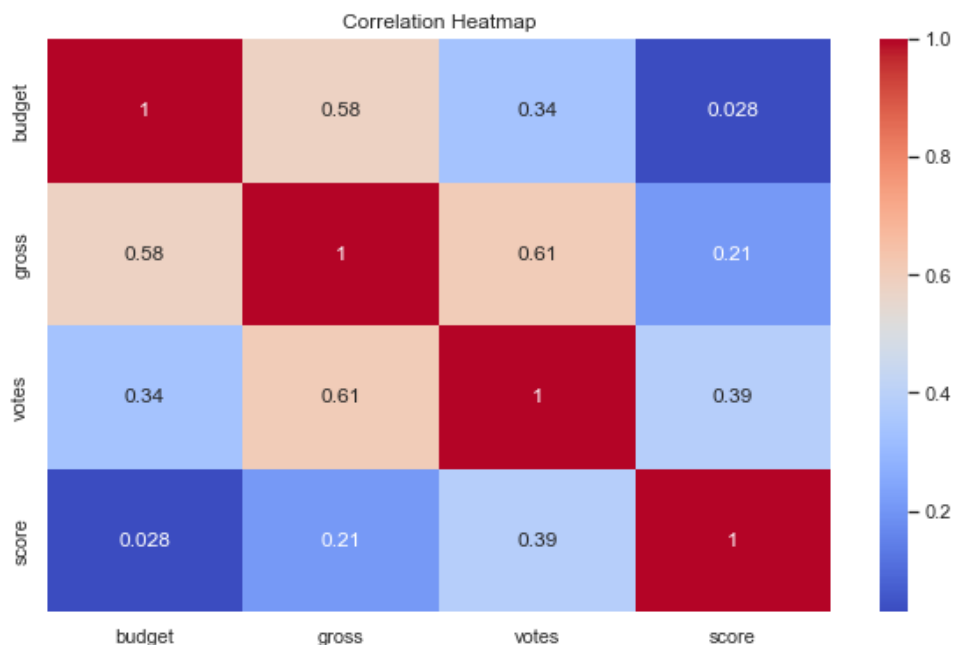 Correlation Heatmap
budget 1 0.58 0.34 0.028
gross 0.58 1 0.61 0.21
votes 0.34 0.61 1 0.39
score 0.028 0.21 0.39 1
budget gross votes score
1.0
0.8
0.6
0.4
0.2